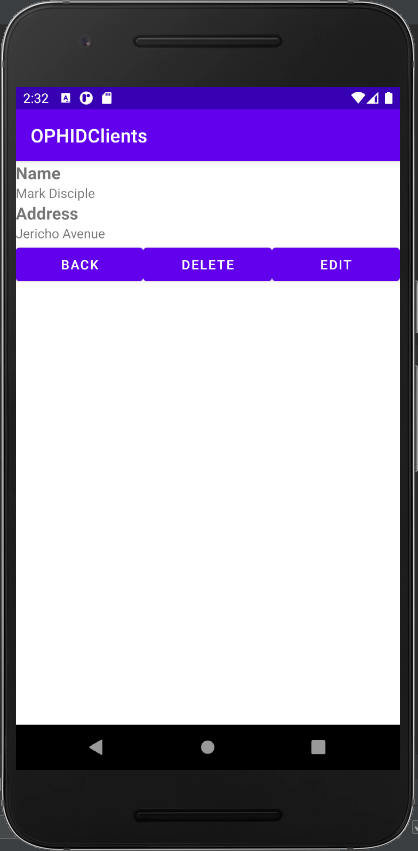 2:32
OPHIDClients
Name
Mark Disciple
Address
Jericho Avenue
BACK DELETE EDIT